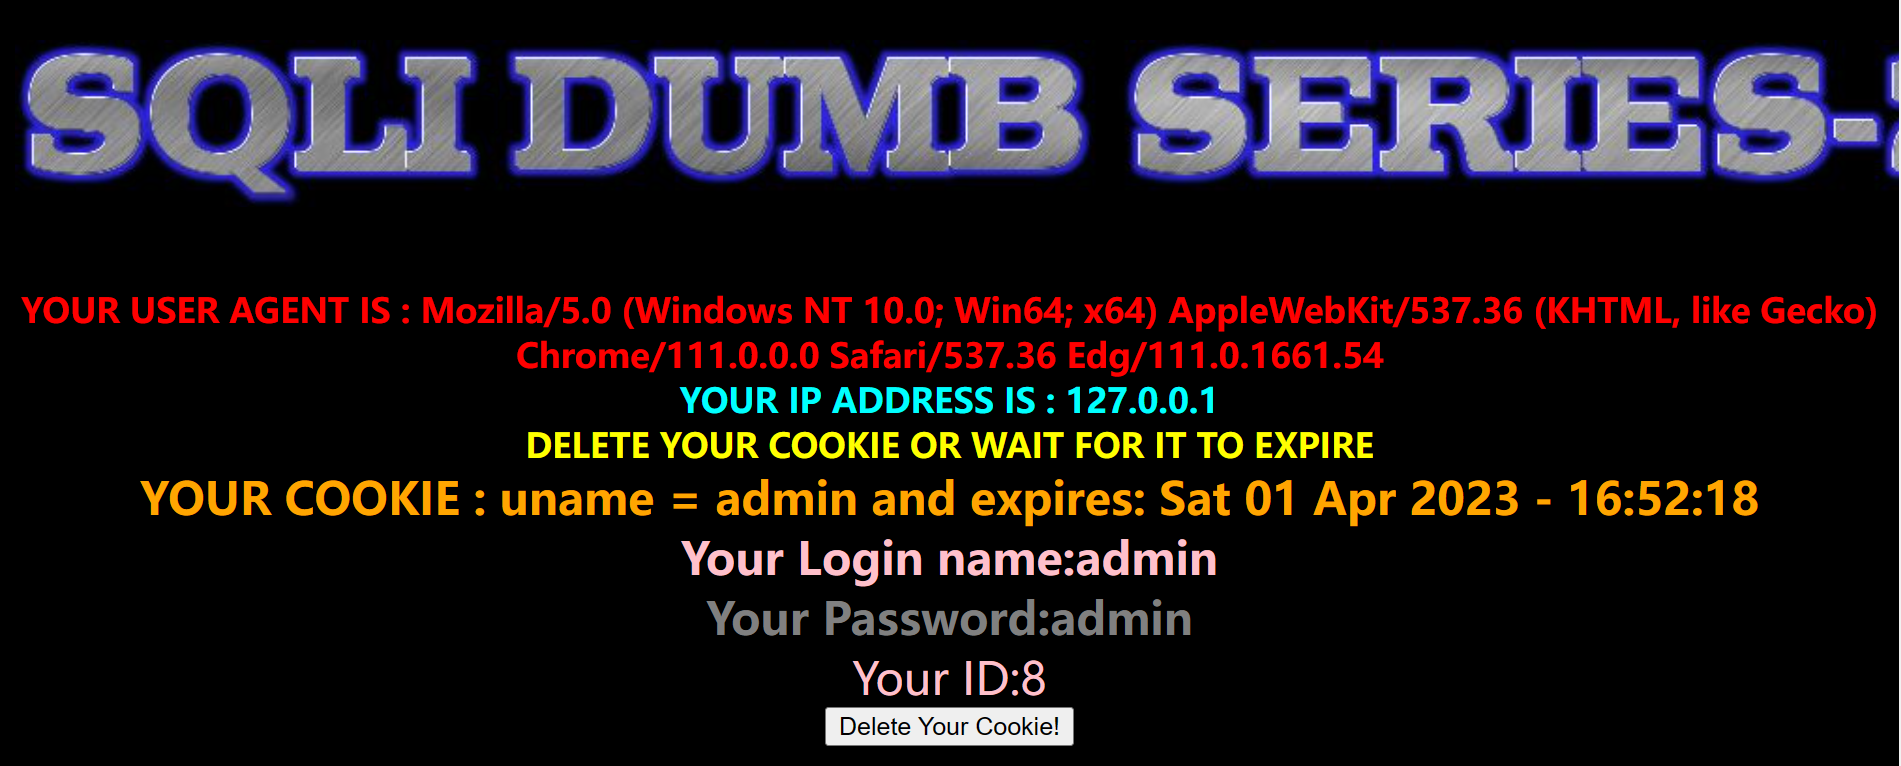 SQLI DUMB SERIES-
YOUR USER AGENT IS : Mozilla/5.0 (Windows NT 10.0; Win64; x64) AppleWebKit/537.36 (KHTML, like Gecko)
Chrome/111.0.0.0 Safari/537.36 Edg/111.0.1661.54
YOUR IP ADDRESS IS : 127.0.0.1
DELETE YOUR COOKIE OR WAIT FOR IT TO EXPIRE
YOUR COOKIE : uname = admin and expires: Sat 01 Apr 2023 - 16:52:18
Your Login name:admin
Your Password:admin
Your ID:8
Delete Your Cookie!